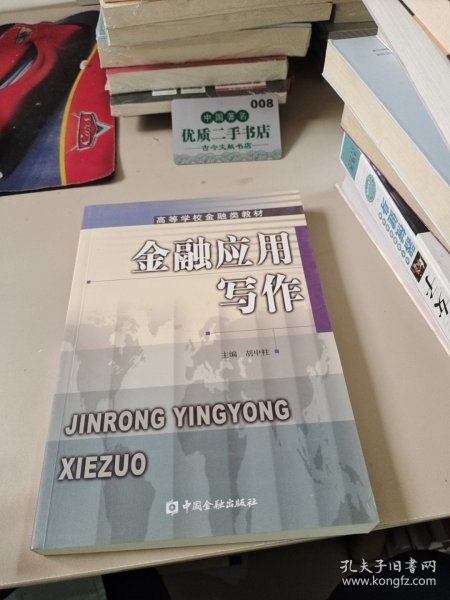 008
中国著名
优质二手书店
古今文献书店
高等学校金融类教材
金融应用
写作
主编 胡中柱
JINRONG YINGYONG
XIEZUO
中国金融出版社
孔夫子旧书网
www.kongfz.com